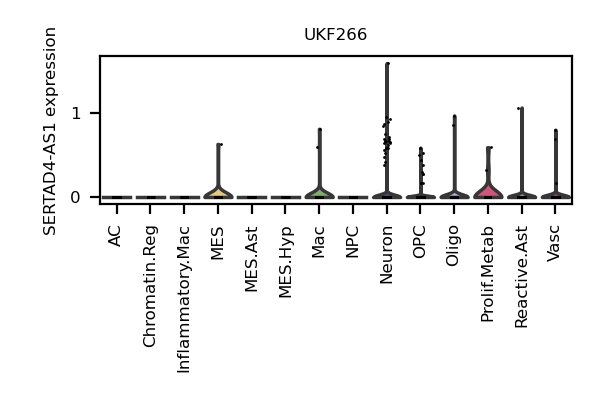 UKF266
SERTAD4-AS1 expression
1
0
AC
Chromatin.Reg
Inflammatory.Mac
MES
MES.Ast
MES.Hyp
Mac
NPC
Neuron
OPC
Oligo
Prolif.Metab
Reactive.Ast
Vasc